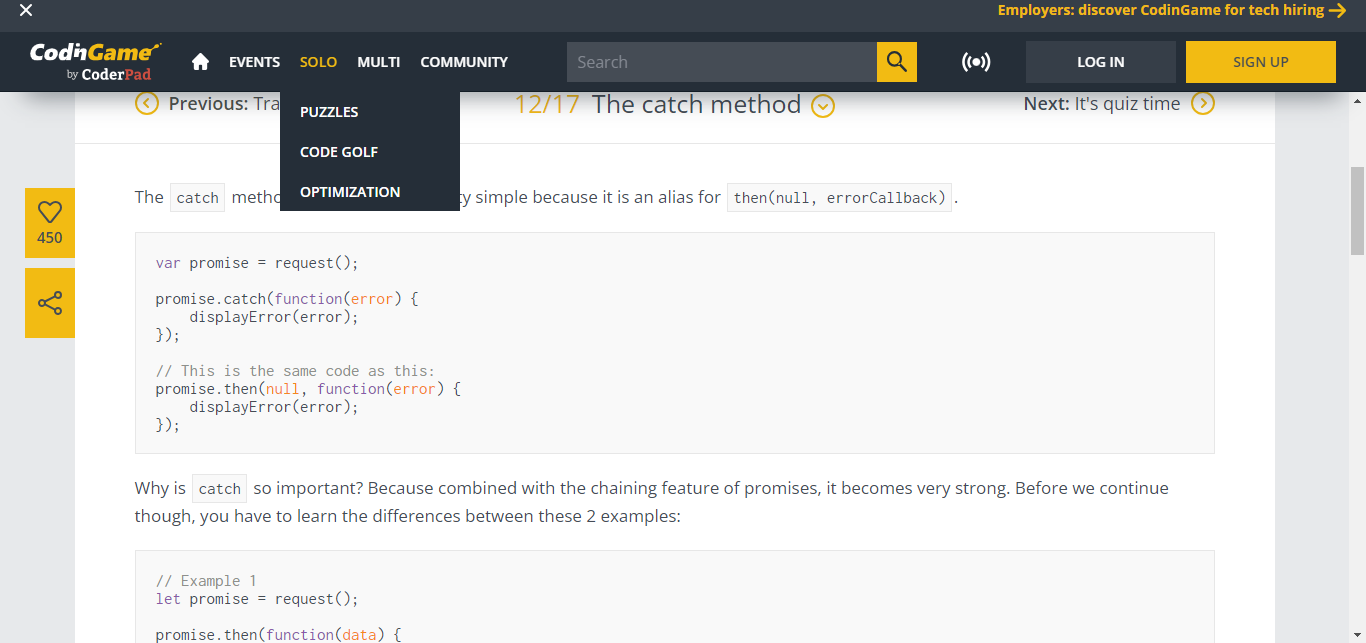 Employers: discover CodinGame for tech hiring
CodinGame
by CoderPad
EVENTS SOLO MULTI COMMUNITY Search LOG IN SIGN UP
PUZZLES
CODE GOLF
OPTIMIZATION
Previous: Tra 12/17 The catch method Next: It's quiz time
450
The catch simple because it is an alias for then(null, errorCallback) .
var promise = request();
promise.catch(function(error) {
displayError(error);
});
// This is the same code as this:
promise.then(null, function(error) {
displayError(error);
});
Why is catch so important? Because combined with the chaining feature of promises, it becomes very strong. Before we continue
though, you have to learn the differences between these 2 examples:
// Example 1
let promise = request();
promise.then(function(data) {